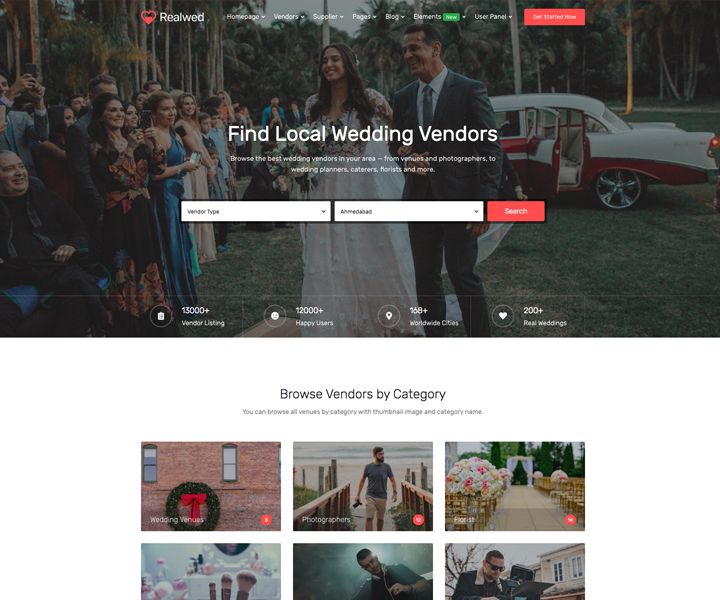 Realwed
Homepage Vendors Supplier Pages Blog Elements New User Panel Get Started Now
Find Local Wedding Vendors
Browse the best wedding vendors in your area — from venues and photographers, to
wedding planners, caterers, florists and more.
Vendor Type Ahmedabad Search
13000+ 12000+ 168+ 200+
Vendor Listing Happy Users Worldwide Cities Real Weddings
Browse Vendors by Category
You can browse all venues by category with thumbnail image and category name.
Wedding Venues 5 Photographers 12 Florist 14